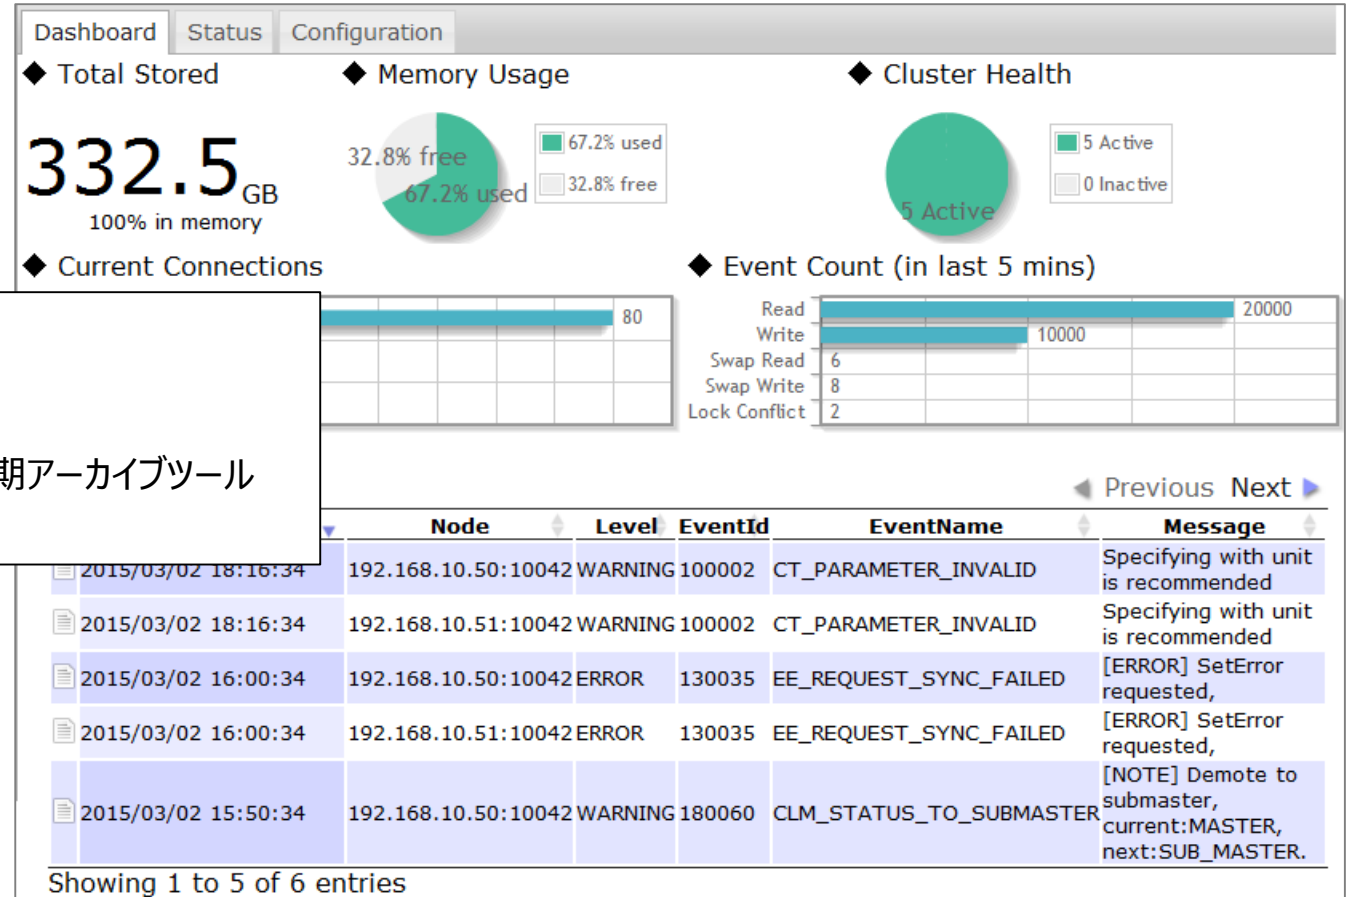 Dashboard Status Configuration
◆ Total Stored ◆ Memory Usage ◆ Cluster Health
332.5 GB
100% in memory
32.8% free
67.2% used
67.2% used
32.8% free
5 Active
5 Active
0 Inactive
◆ Current Connections ◆ Event Count (in last 5 mins)
80
Read 20000
Write 10000
Swap Read 6
Swap Write 8
Lock Conflict 2
期アーカイブツール
Previous Next
Node Level EventId EventName Message
2015/03/02 18:16:34 192.168.10.50:10042 WARNING 100002 CT_PARAMETER_INVALID Specifying with unit
is recommended
2015/03/02 18:16:34 192.168.10.51:10042 WARNING 100002 CT_PARAMETER_INVALID Specifying with unit
is recommended
2015/03/02 16:00:34 192.168.10.50:10042 ERROR 130035 EE_REQUEST_SYNC_FAILED [ERROR] SetError
requested,
2015/03/02 16:00:34 192.168.10.51:10042 ERROR 130035 EE_REQUEST_SYNC_FAILED [ERROR] SetError
requested,
2015/03/02 15:50:34 192.168.10.50:10042 WARNING 180060 CLM_STATUS_TO_SUBMASTER [NOTE] Demote to
submaster,
current:MASTER,
next:SUB_MASTER.
Showing 1 to 5 of 6 entries